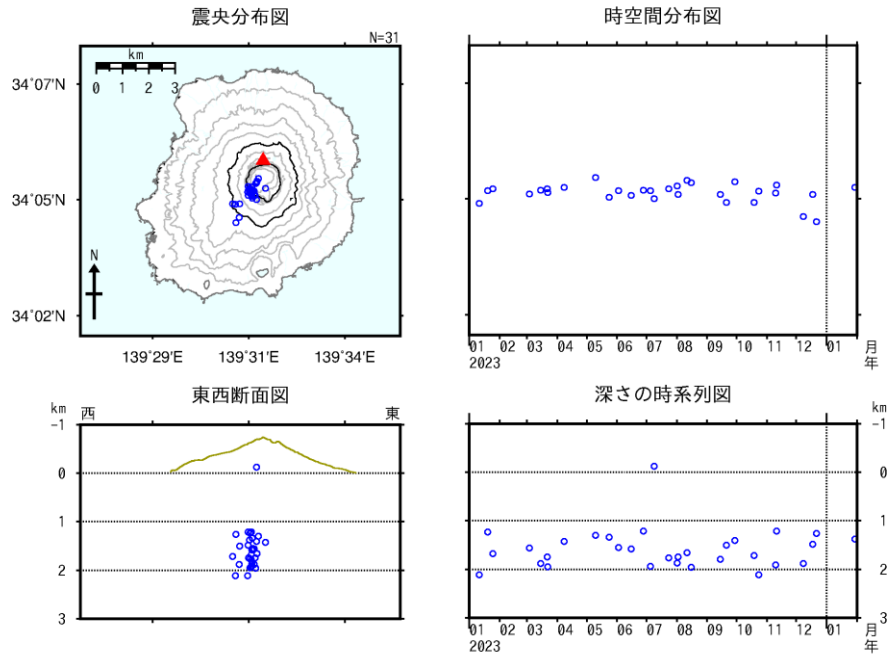 震央分布図
N=31
km
0 1 2 3
34°07′N
34°05′N
34°02′N
N
139°29′E 139°31′E 139°34′E
時空間分布図
01 02 03 04 05 06 07 08 09 10 11 12 01 月
2023 年
東西断面図
km 西 東
-1
0
1
2
3
深さの時系列図
km
-1
0
1
2
3
01 02 03 04 05 06 07 08 09 10 11 12 01 月
2023 年